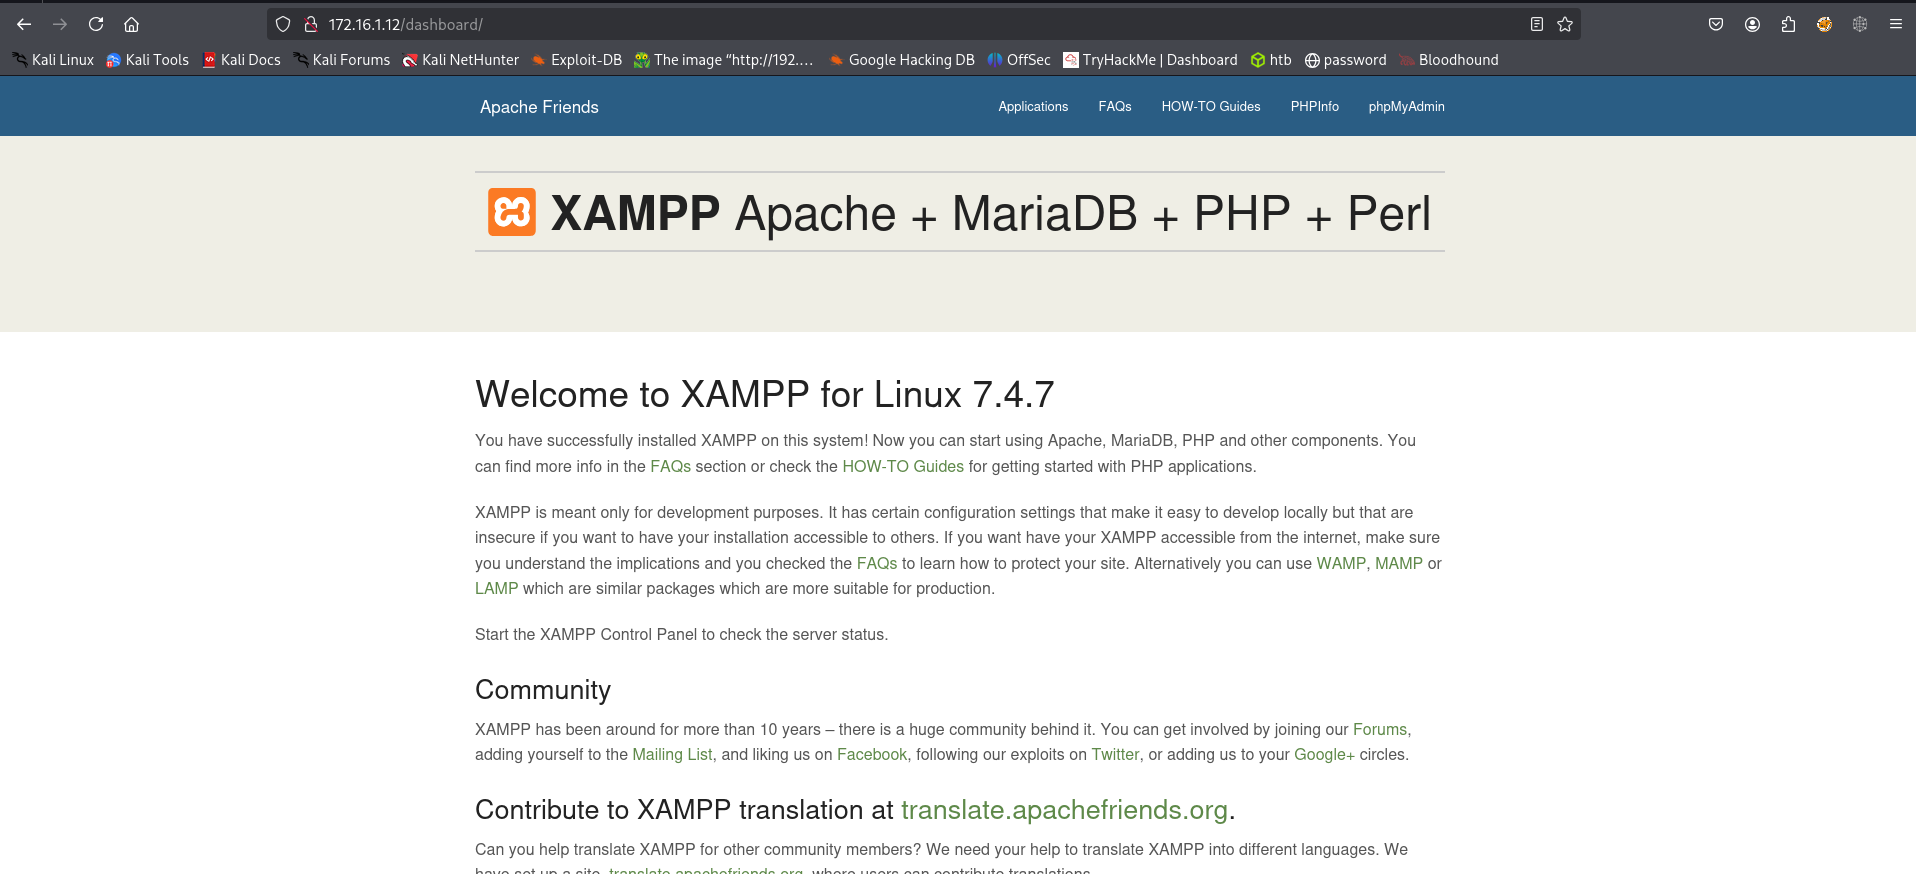 172.16.1.12/dashboard/
Kali Linux Kali Tools Kali Docs Kali Forums Kali NetHunter Exploit-DB The image “http://192.… Google Hacking DB OffSec TryHackMe | Dashboard htb password Bloodhound
Apache Friends Applications FAQs HOW-TO Guides PHPInfo phpMyAdmin
XAMPP Apache + MariaDB + PHP + Perl
Welcome to XAMPP for Linux 7.4.7
You have successfully installed XAMPP on this system! Now you can start using Apache, MariaDB, PHP and other components. You
can find more info in the FAQs section or check the HOW-TO Guides for getting started with PHP applications.
XAMPP is meant only for development purposes. It has certain configuration settings that make it easy to develop locally but that are
insecure if you want to have your installation accessible to others. If you want have your XAMPP accessible from the internet, make sure
you understand the implications and you checked the FAQs to learn how to protect your site. Alternatively you can use WAMP, MAMP or
LAMP which are similar packages which are more suitable for production.
Start the XAMPP Control Panel to check the server status.
Community
XAMPP has been around for more than 10 years – there is a huge community behind it. You can get involved by joining our Forums,
adding yourself to the Mailing List, and liking us on Facebook, following our exploits on Twitter, or adding us to your Google+ circles.
Contribute to XAMPP translation at translate.apachefriends.org.
Can you help translate XAMPP for other community members? We need your help to translate XAMPP into different languages. We
have set up a site, translate.apachefriends.org, where users can contribute translations.